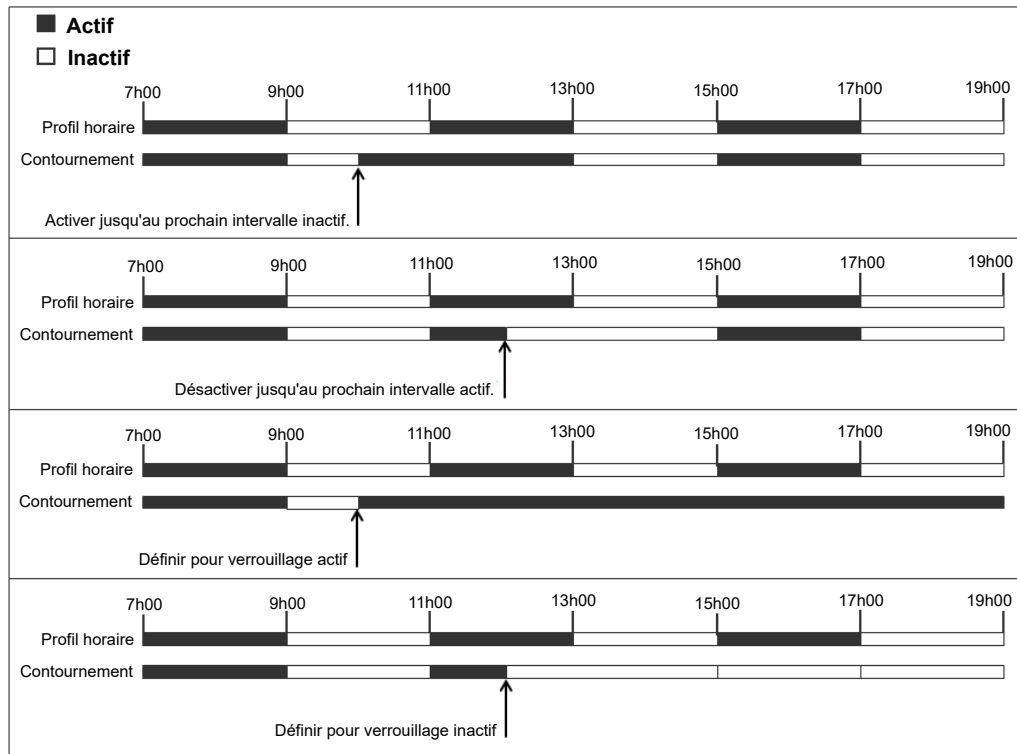 Actif
Inactif
7h00 9h00 11h00 13h00 15h00 17h00 19h00
Profil horaire
Contournement
Activer jusqu'au prochain intervalle inactif.
7h00 9h00 11h00 13h00 15h00 17h00 19h00
Profil horaire
Contournement
Désactiver jusqu'au prochain intervalle actif.
7h00 9h00 11h00 13h00 15h00 17h00 19h00
Profil horaire
Contournement
Définir pour verrouillage actif
7h00 9h00 11h00 13h00 15h00 17h00 19h00
Profil horaire
Contournement
Définir pour verrouillage inactif